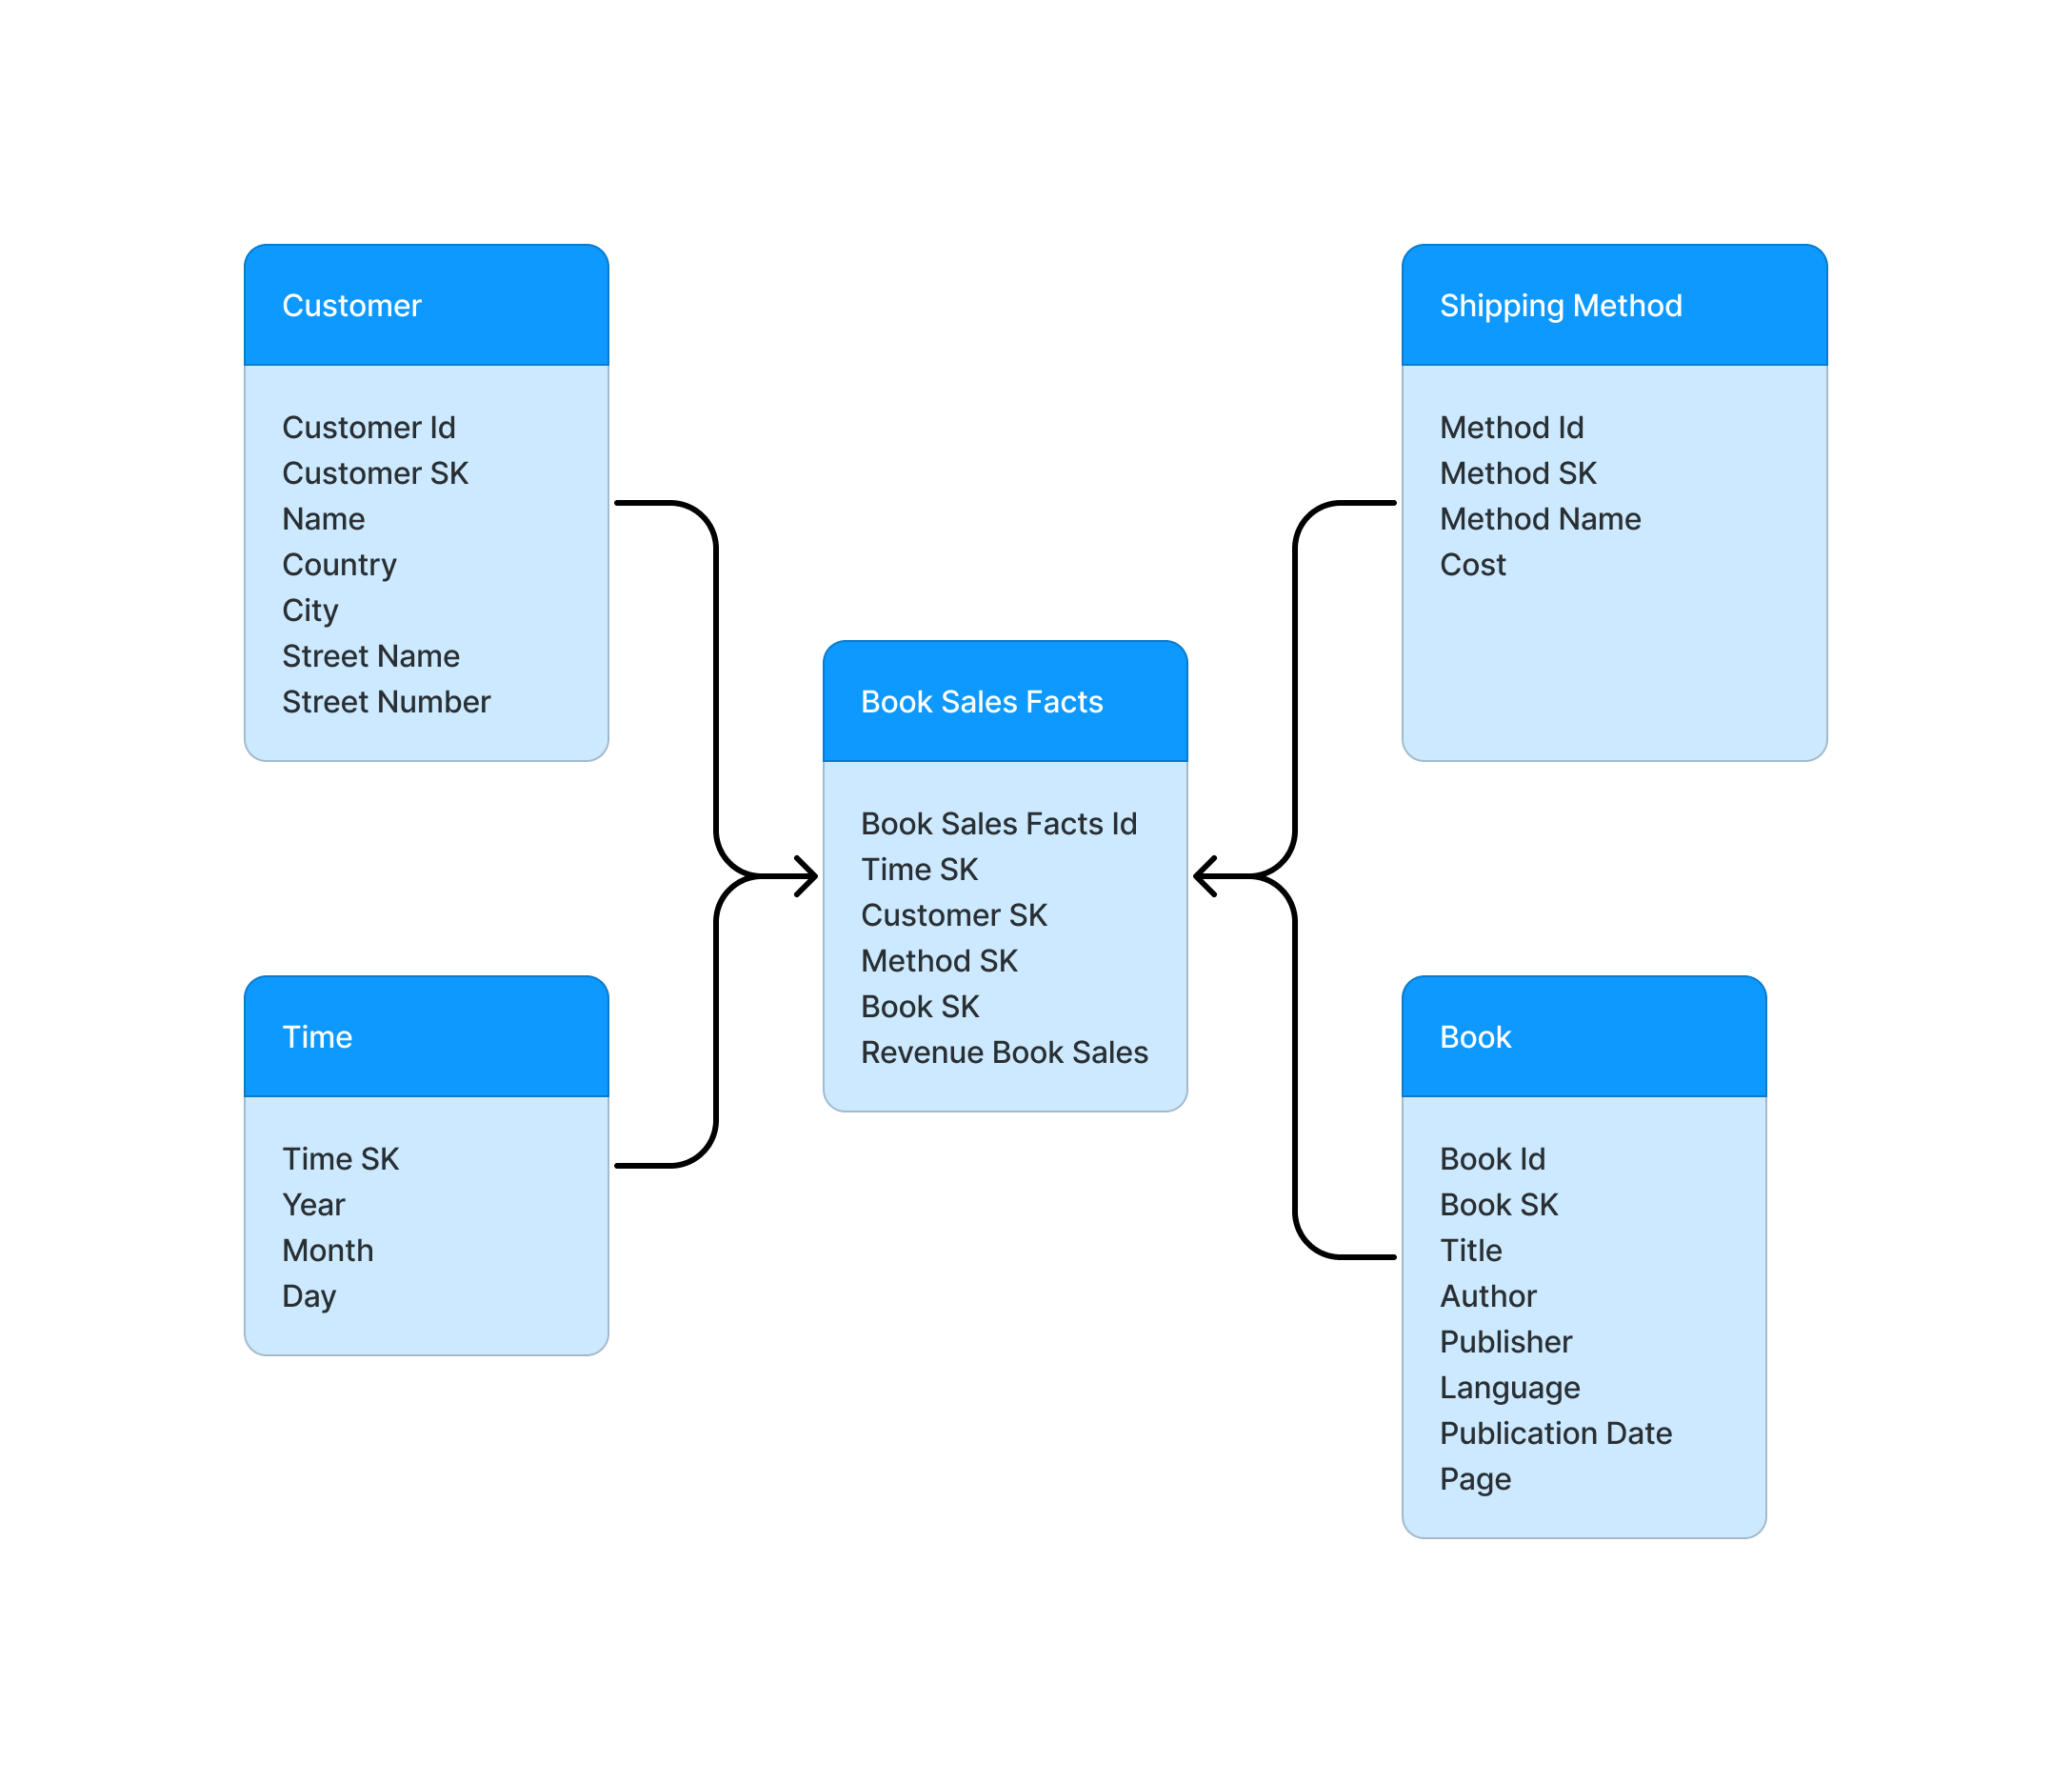 Customer
Customer Id
Customer SK
Name
Country
City
Street Name
Street Number
Shipping Method
Method Id
Method SK
Method Name
Cost
Book Sales Facts
Book Sales Facts Id
Time SK
Customer SK
Method SK
Book SK
Revenue Book Sales
Time
Time SK
Year
Month
Day
Book
Book Id
Book SK
Title
Author
Publisher
Language
Publication Date
Page